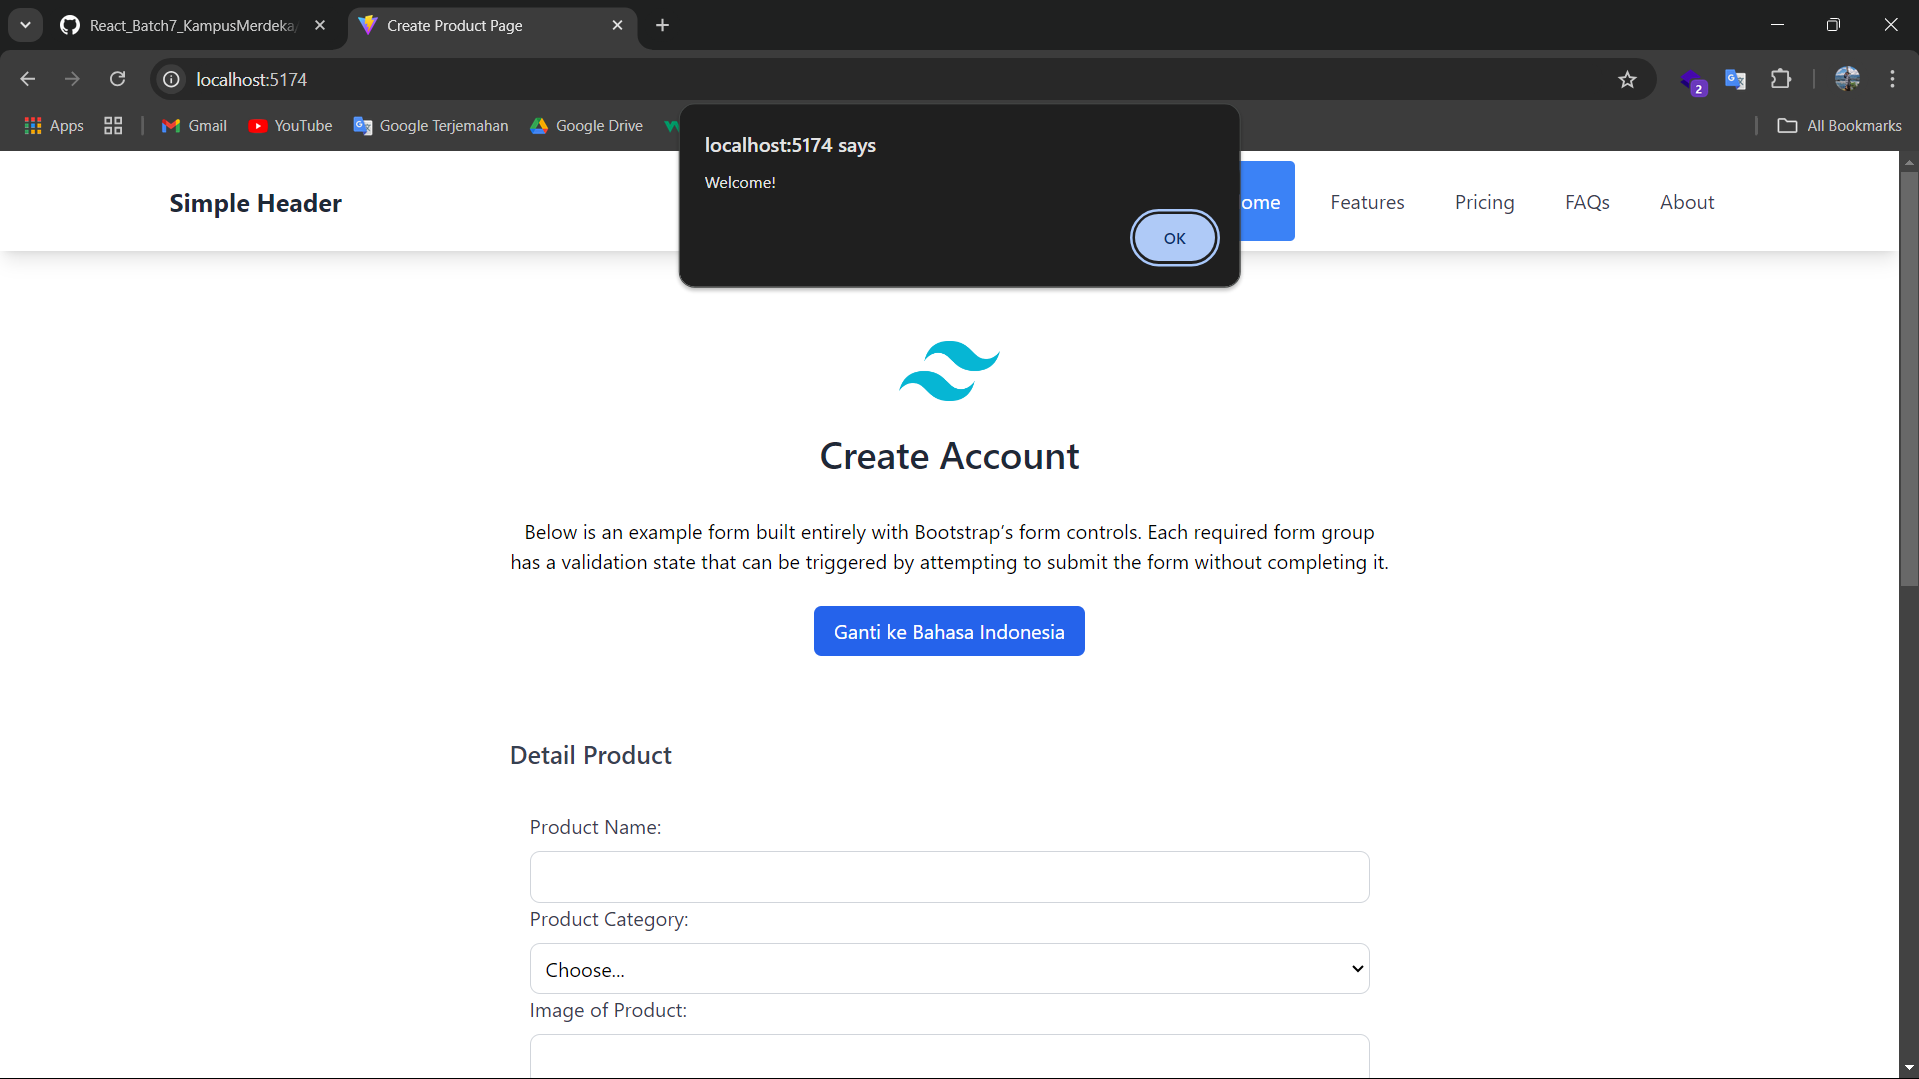 React_Batch7_KampusMerdeka/
Create Product Page
localhost:5174
2
Apps
Gmail
YouTube
Google Terjemahan
Google Drive
All Bookmarks
localhost:5174 says
Welcome!
OK
Simple Header
ome
Features
Pricing
FAQs
About
Create Account
Below is an example form built entirely with Bootstrap’s form controls. Each required form group
has a validation state that can be triggered by attempting to submit the form without completing it.
Ganti ke Bahasa Indonesia
Detail Product
Product Name:
Product Category:
Choose...
Image of Product: